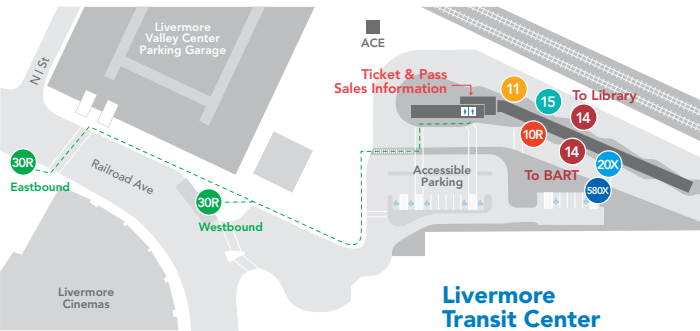 Livermore
Valley Center
Parking Garage
ACE
N I St
Ticket & Pass
Sales Information
11
15
To Library
14
10R
14
To BART
20X
580X
30R
Eastbound
Railroad Ave
Accessible
Parking
30R
Westbound
Livermore
Cinemas
Livermore
Transit Center